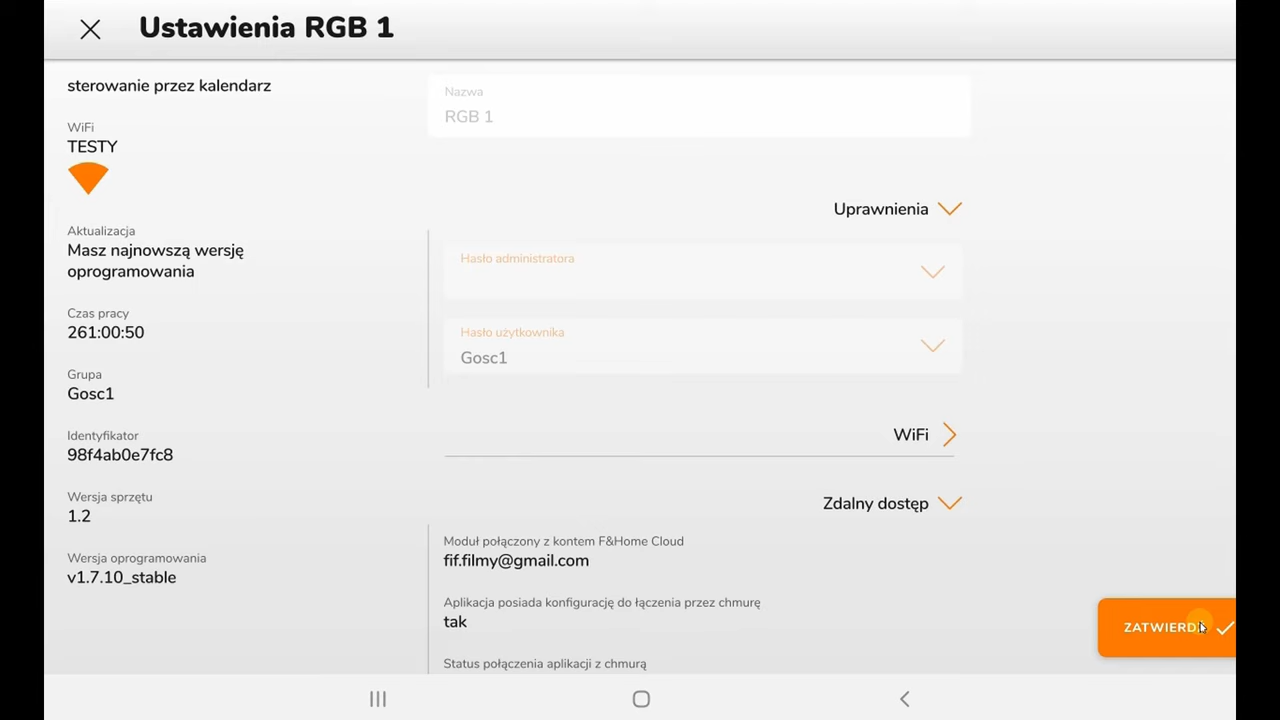 Ustawienia RGB 1
sterowanie przez kalendarz
WiFi
TESTY
Aktualizacja
Masz najnowszą wersję
oprogramowania
Czas pracy
261:00:50
Grupa
Gosc1
Identyfikator
98f4ab0e7fc8
Wersja sprzętu
1.2
Wersja oprogramowania
v1.7.10_stable
Nazwa
RGB 1
Uprawnienia
Hasło administratora
Hasło użytkownika
Gosc1
WiFi
Zdalny dostęp
Moduł połączony z kontem F&Home Cloud
fif.filmy@gmail.com
Aplikacja posiada konfigurację do łączenia przez chmurę
tak
Status połączenia aplikacji z chmurą
ZATWIERDŹ